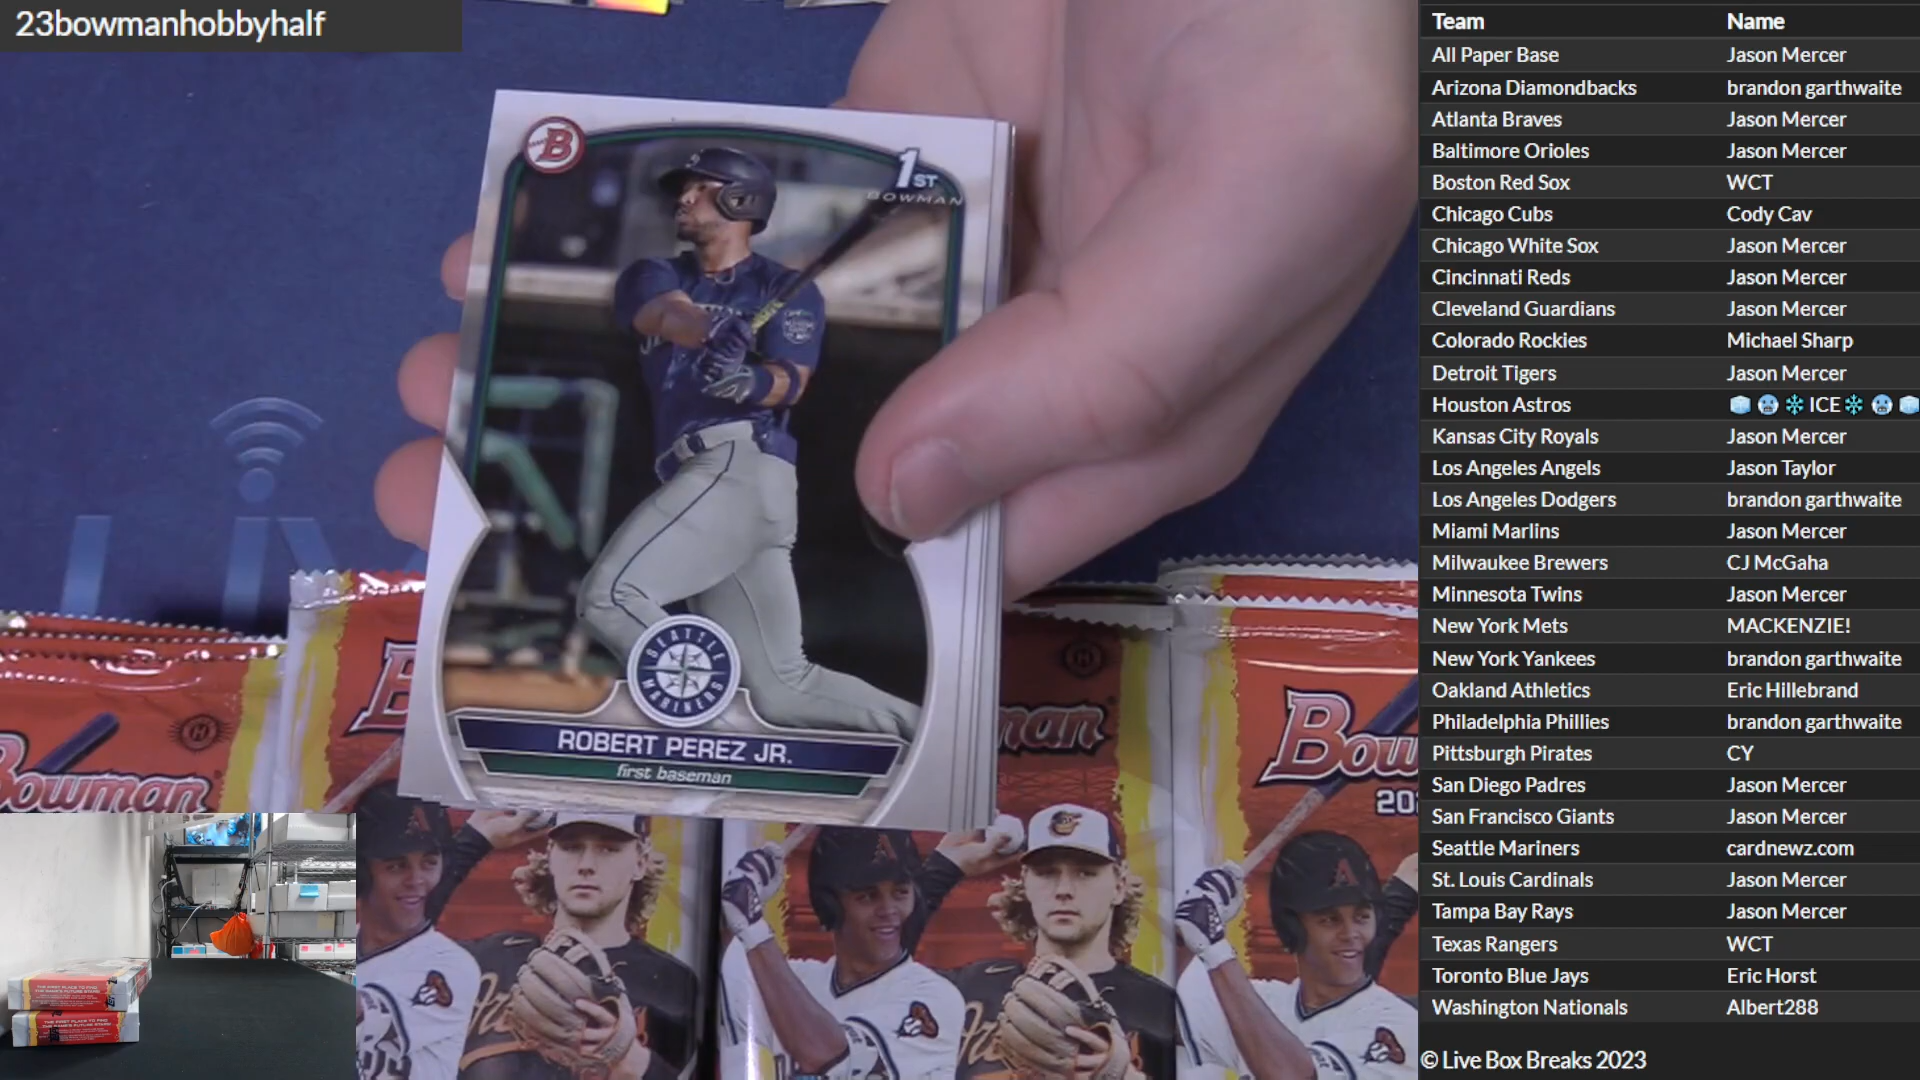 23bowmanhobbyhalf
1ST
BOWMAN
SEATTLE
MARINERS
ROBERT PEREZ JR.
first baseman
Bowman
Bow
Team Name
All Paper Base Jason Mercer
Arizona Diamondbacks brandon garthwaite
Atlanta Braves Jason Mercer
Baltimore Orioles Jason Mercer
Boston Red Sox WCT
Chicago Cubs Cody Cav
Chicago White Sox Jason Mercer
Cincinnati Reds Jason Mercer
Cleveland Guardians Jason Mercer
Colorado Rockies Michael Sharp
Detroit Tigers Jason Mercer
Houston Astros 🧊 🥶 ❄ ICE ❄ 🥶 🧊
Kansas City Royals Jason Mercer
Los Angeles Angels Jason Taylor
Los Angeles Dodgers brandon garthwaite
Miami Marlins Jason Mercer
Milwaukee Brewers CJ McGaha
Minnesota Twins Jason Mercer
New York Mets MACKENZIE!
New York Yankees brandon garthwaite
Oakland Athletics Eric Hillebrand
Philadelphia Phillies brandon garthwaite
Pittsburgh Pirates CY
San Diego Padres Jason Mercer
San Francisco Giants Jason Mercer
Seattle Mariners cardnewz.com
St. Louis Cardinals Jason Mercer
Tampa Bay Rays Jason Mercer
Texas Rangers WCT
Toronto Blue Jays Eric Horst
Washington Nationals Albert288
© Live Box Breaks 2023